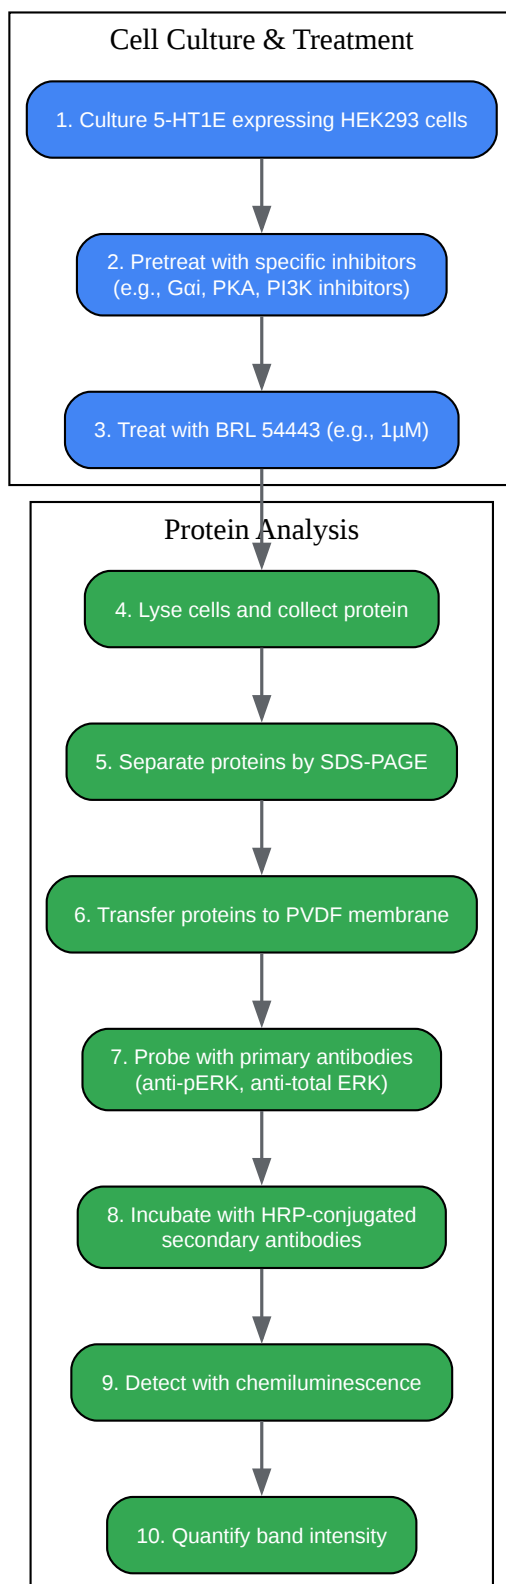 Cell Culture & Treatment
1. Culture 5-HT1E expressing HEK293 cells
2. Pretreat with specific inhibitors
(e.g., Gαi, PKA, PI3K inhibitors)
3. Treat with BRL 54443 (e.g., 1µM)
Protein Analysis
4. Lyse cells and collect protein
5. Separate proteins by SDS-PAGE
6. Transfer proteins to PVDF membrane
7. Probe with primary antibodies
(anti-pERK, anti-total ERK)
8. Incubate with HRP-conjugated
secondary antibodies
9. Detect with chemiluminescence
10. Quantify band intensity